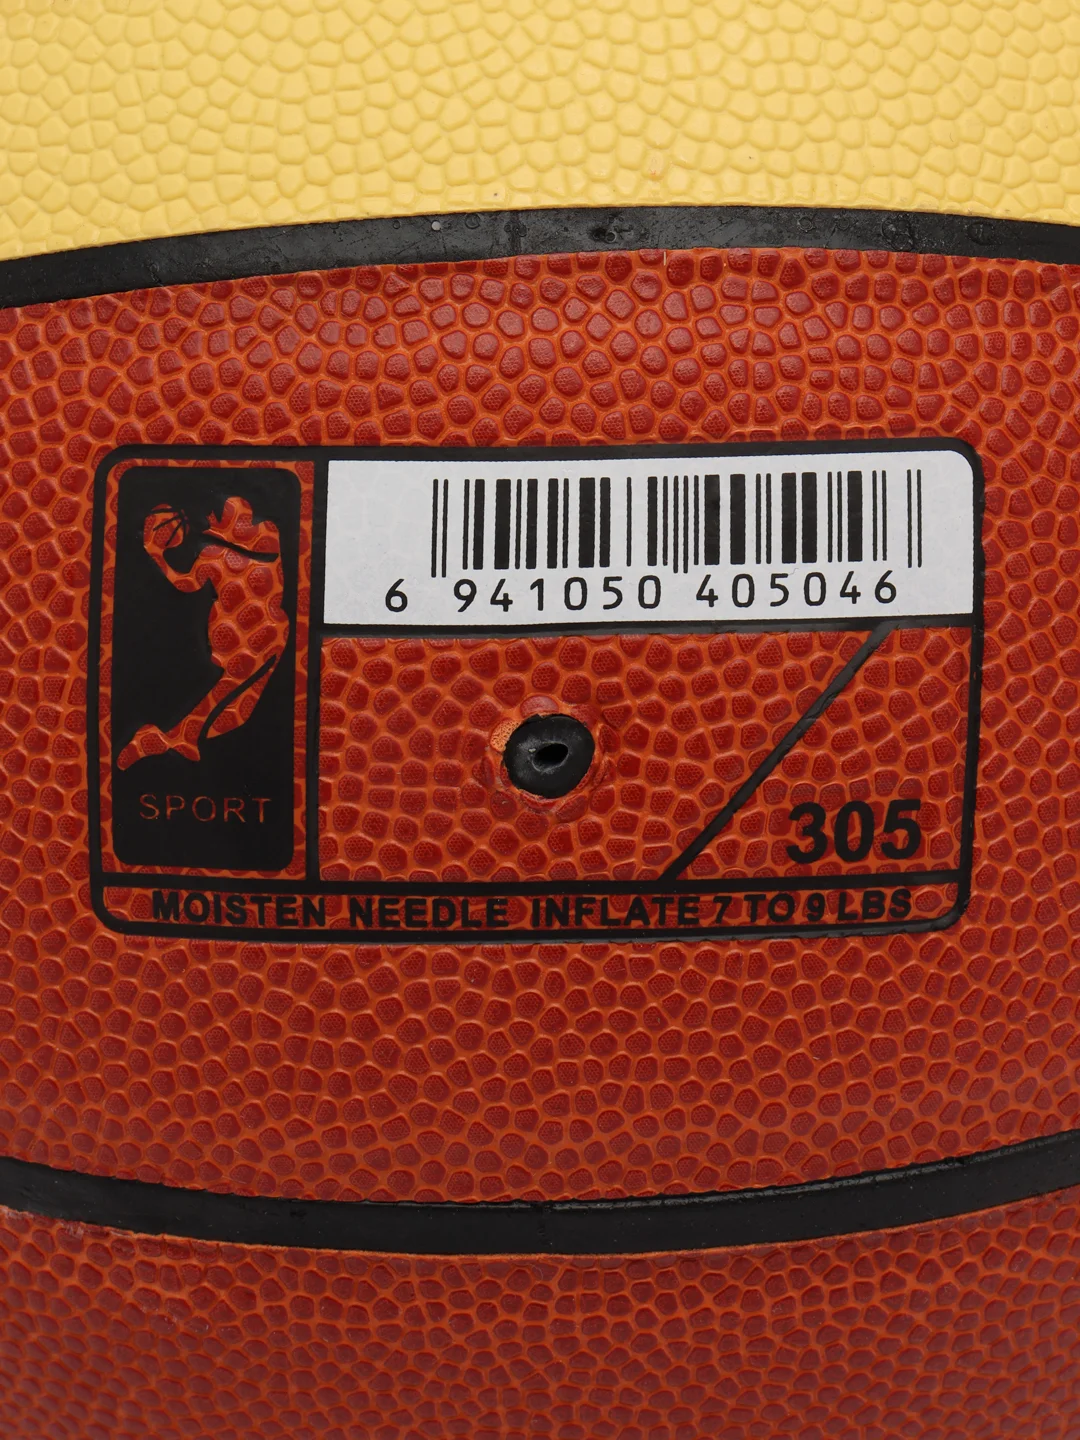 6 941050 405046
SPORT
305
MOISTEN NEEDLE INFLATE 7 TO 9 LBS